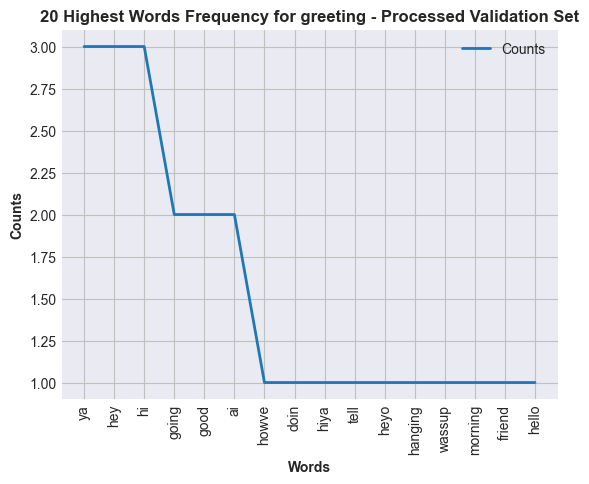 20 Highest Words Frequency for greeting - Processed Validation Set
Counts
3.00
2.75
2.50
2.25
2.00
1.75
1.50
1.25
1.00
Counts
ya
hey
hi
going
good
ai
howve
doin
hiya
tell
heyo
hanging
wassup
morning
friend
hello
Words